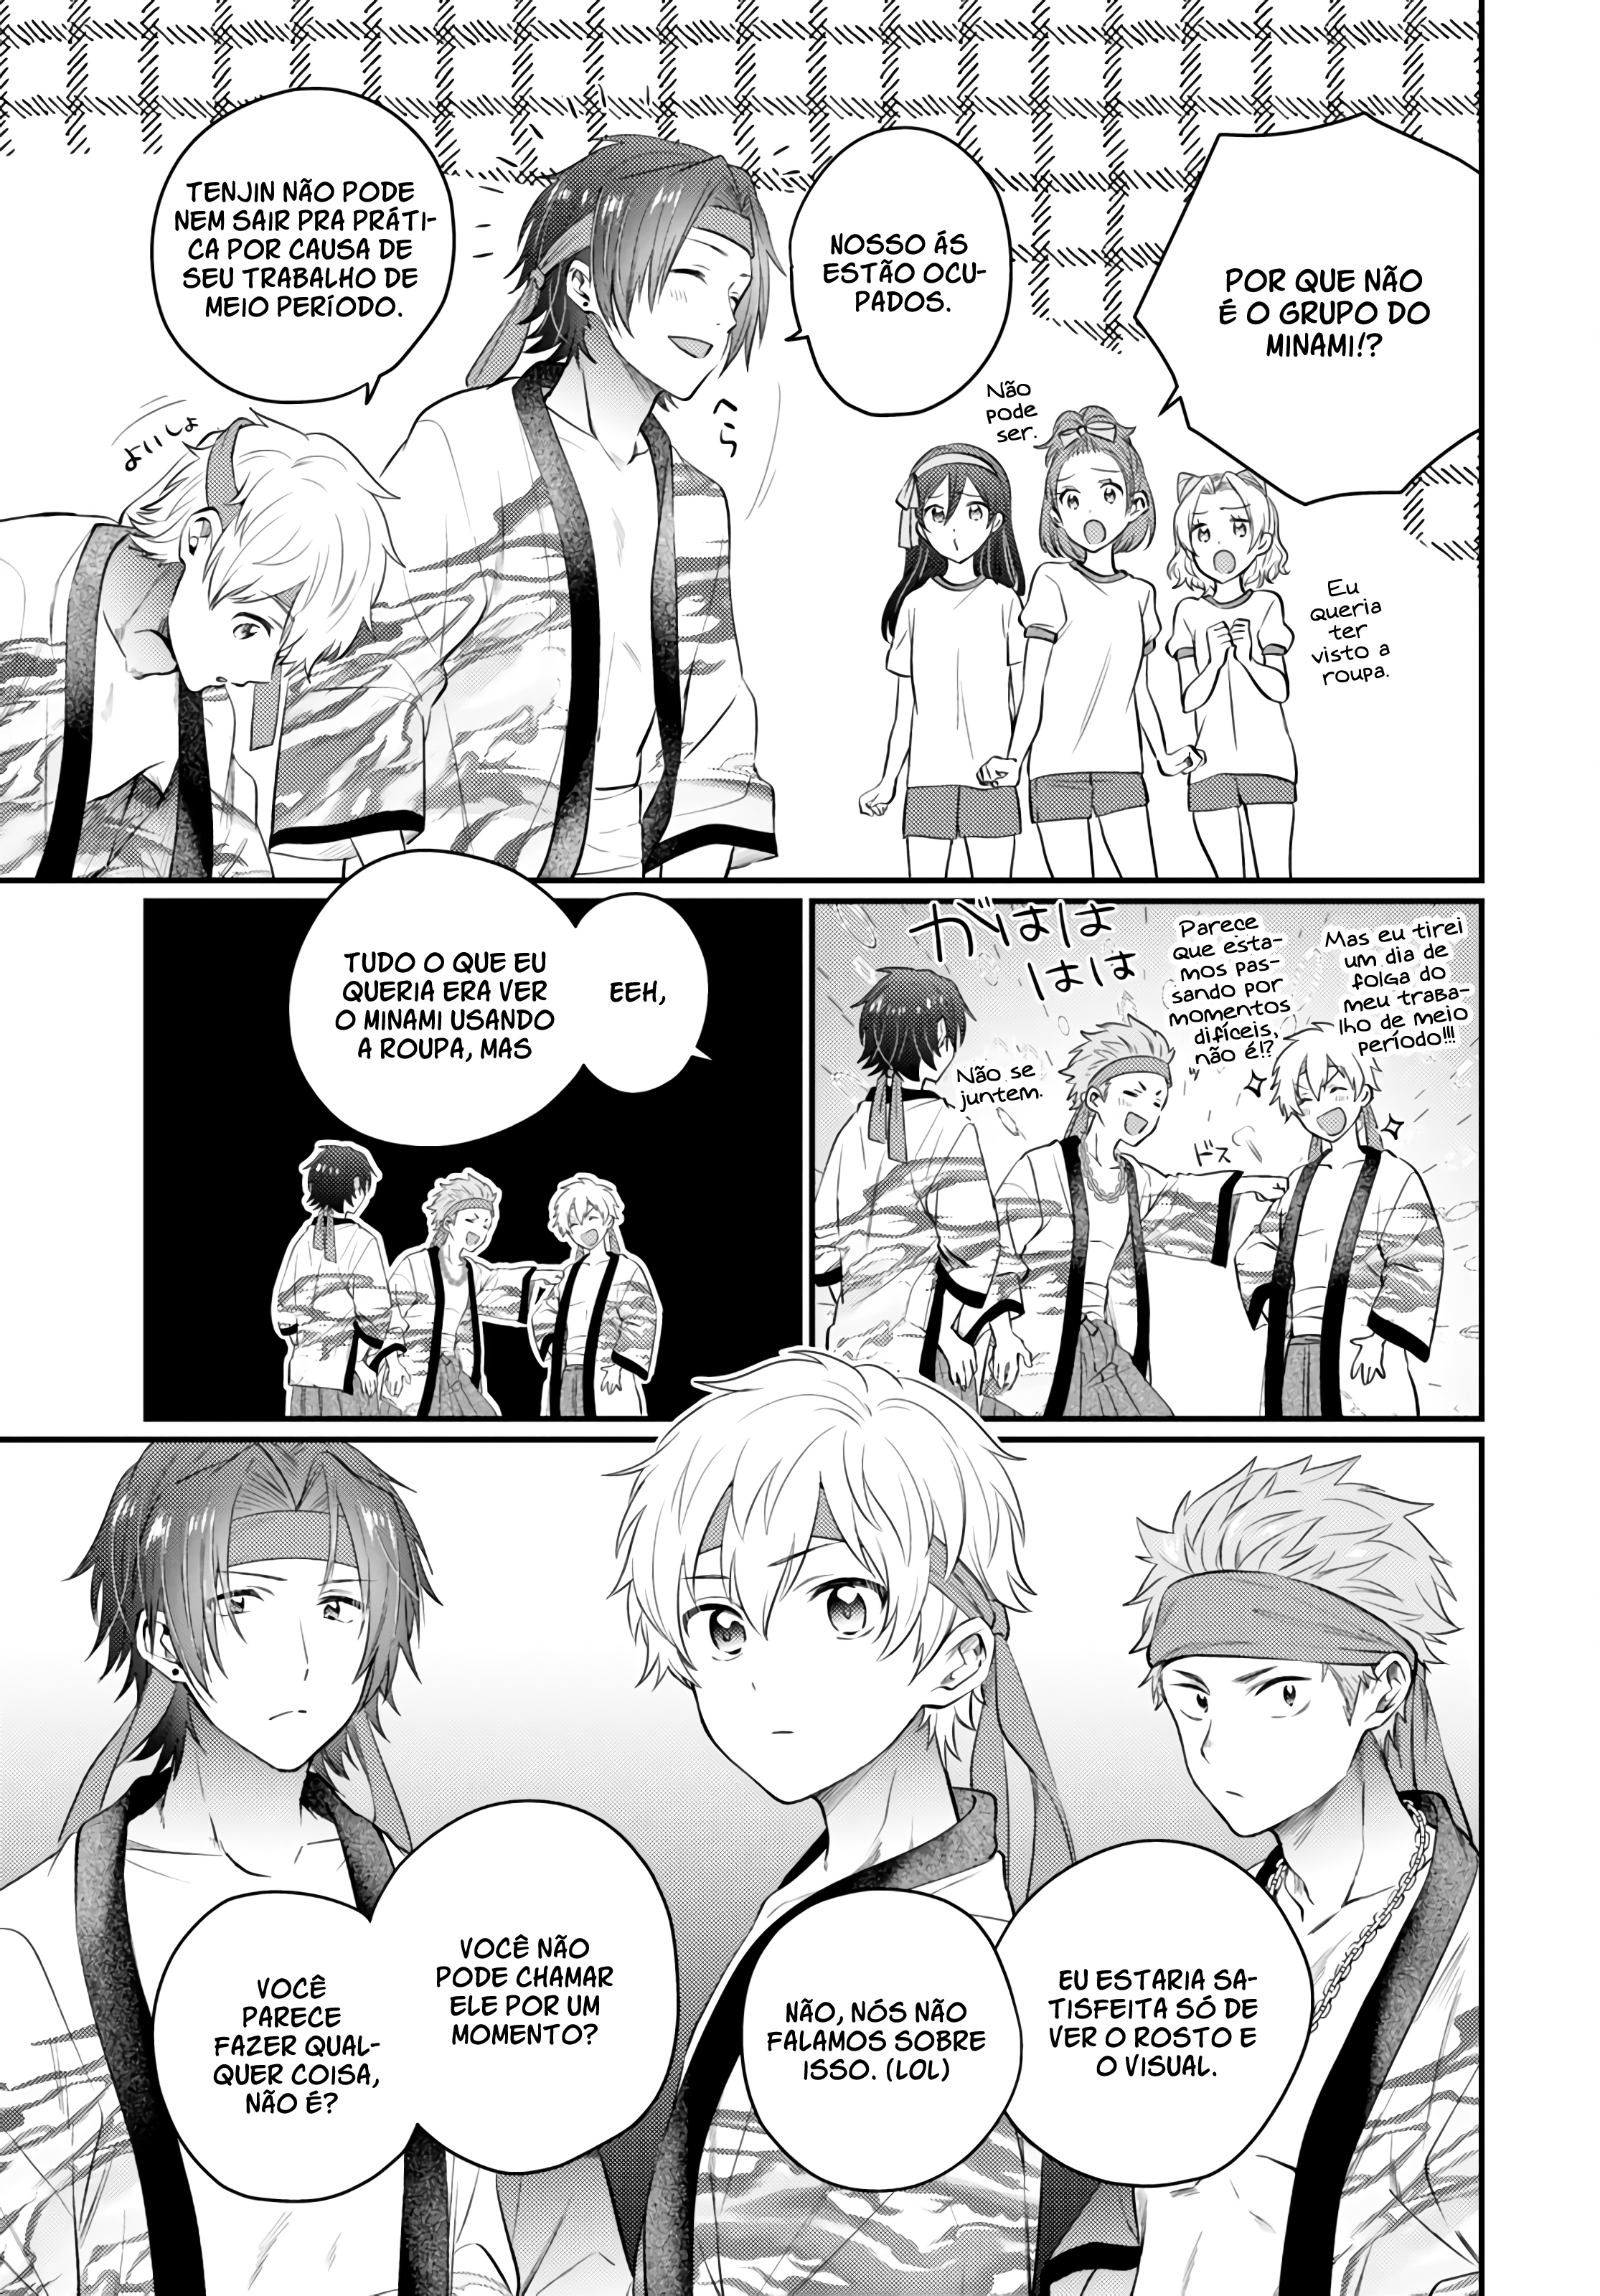 POR QUE NÃO
É O GRUPO DO
MINAMI!?
NOSSO ÁS
ESTÃO OCU-
PADOS.
Não
pode
ser.
Eu
queria
ter
visto a
roupa.
へら
TENJIN NÃO PODE
NEM SAIR PRA PRÁTI-
CA POR CAUSA DE
SEU TRABALHO DE
MEIO PERÍODO.
よいしょ
Mas eu tirei
um dia de
folga do
meu traba-
lho de meio
período!!!
Parece
que esta-
mos pas-
sando por
momentos
difíceis,
não é!?
がはは
はは
ドス
Não se
juntem.
EEH,
TUDO O QUE EU
QUERIA ERA VER
O MINAMI USANDO
A ROUPA, MAS
EU ESTARIA SA-
TISFEITA SÓ DE
VER O ROSTO E
O VISUAL.
NÃO, NÓS NÃO
FALAMOS SOBRE
ISSO. (LOL)
VOCÊ NÃO
PODE CHAMAR
ELE POR UM
MOMENTO?
VOCÊ
PARECE
FAZER QUAL-
QUER COISA,
NÃO É?